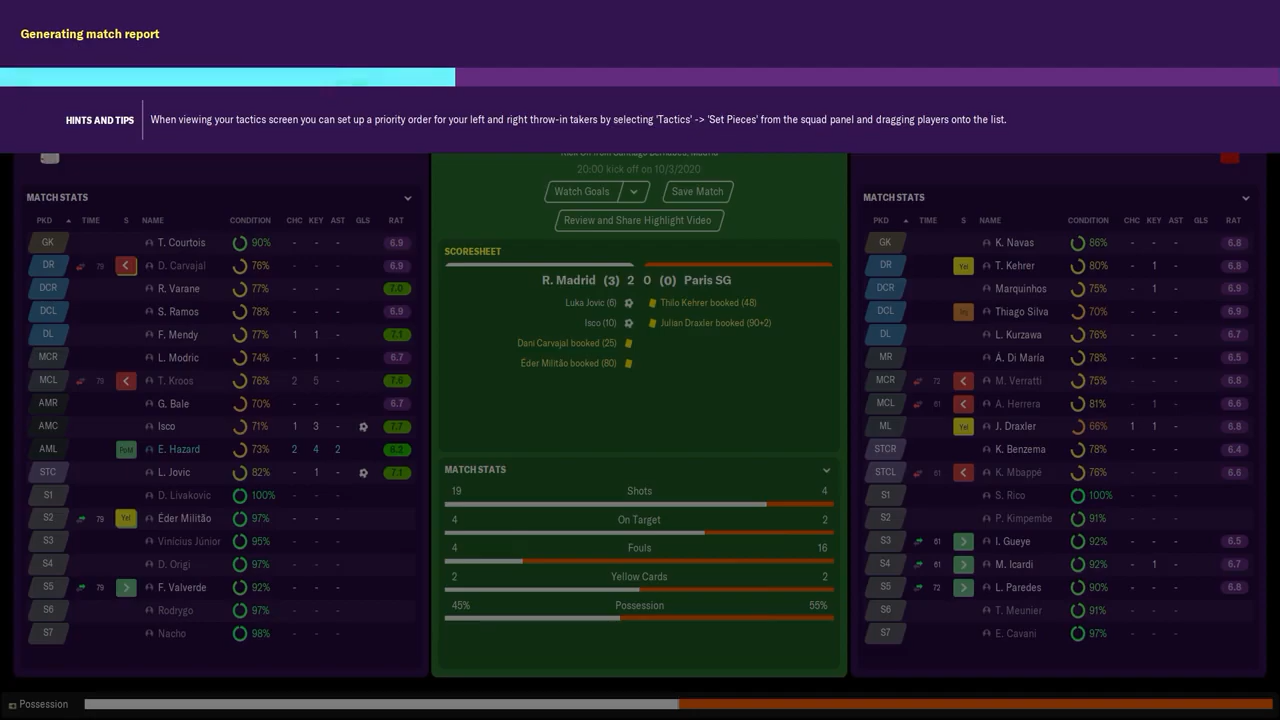 Generating match report
HINTS AND TIPS When viewing your tactics screen you can set up a priority order for your left and right throw-in takers by selecting 'Tactics' -> 'Set Pieces' from the squad panel and dragging players onto the list.
20:00 kick off on 10/3/2020
Watch Goals Save Match
Review and Share Highlight Video
MATCH STATS
PKD TIME S NAME CONDITION CHC KEY AST GLS RAT
GK T. Courtois 90% - - - 6.9
DR 79 D. Carvajal 76% - - - 6.9
DCR R. Varane 77% - - - 7.0
DCL S. Ramos 78% - - - 6.9
DL F. Mendy 77% 1 1 - 7.1
MCR L. Modric 74% - 1 - 6.7
MCL 79 T. Kroos 76% 2 5 - 7.6
AMR G. Bale 70% - - - 6.7
AMC Isco 71% 1 3 - 7.7
AML PoM E. Hazard 73% 2 4 2 8.2
STC L. Jovic 82% - 1 - 7.1
S1 D. Livakovic 100% - - -
S2 79 Yel Éder Militão 97% - - -
S3 Vinícius Júnior 95% - - -
S4 D. Origi 97% - - -
S5 79 F. Valverde 92% - - -
S6 Rodrygo 97% - - -
S7 Nacho 98% - - -
SCORESHEET
R. Madrid (3) 2 0 (0) Paris SG
Luka Jovic (6) Thilo Kehrer booked (48)
Isco (10) Julian Draxler booked (90+2)
Dani Carvajal booked (25)
Éder Militão booked (80)
MATCH STATS
19 Shots 4
4 On Target 2
4 Fouls 16
2 Yellow Cards 2
45% Possession 55%
MATCH STATS
PKD TIME S NAME CONDITION CHC KEY AST GLS RAT
GK K. Navas 86% - - - 6.8
DR Yel T. Kehrer 80% - 1 - 6.8
DCR Marquinhos 75% - 1 - 6.8
DCL Inj Thiago Silva 70% - - - 6.9
DL L. Kurzawa 76% - - - 6.7
MR Á. Di María 78% - - - 6.5
MCR 72 M. Verratti 75% - - - 6.8
MCL 61 A. Herrera 81% - 1 - 6.6
ML Yel J. Draxler 66% 1 1 - 6.8
STCR K. Benzema 78% - - - 6.4
STCL 61 K. Mbappé 76% - - - 6.6
S1 S. Rico 100% - - -
S2 P. Kimpembe 91% - - -
S3 61 I. Gueye 92% - - - 6.5
S4 61 M. Icardi 92% - 1 - 6.7
S5 72 L. Paredes 90% - - - 6.8
S6 T. Meunier 91% - - -
S7 E. Cavani 97% - - -
Possession